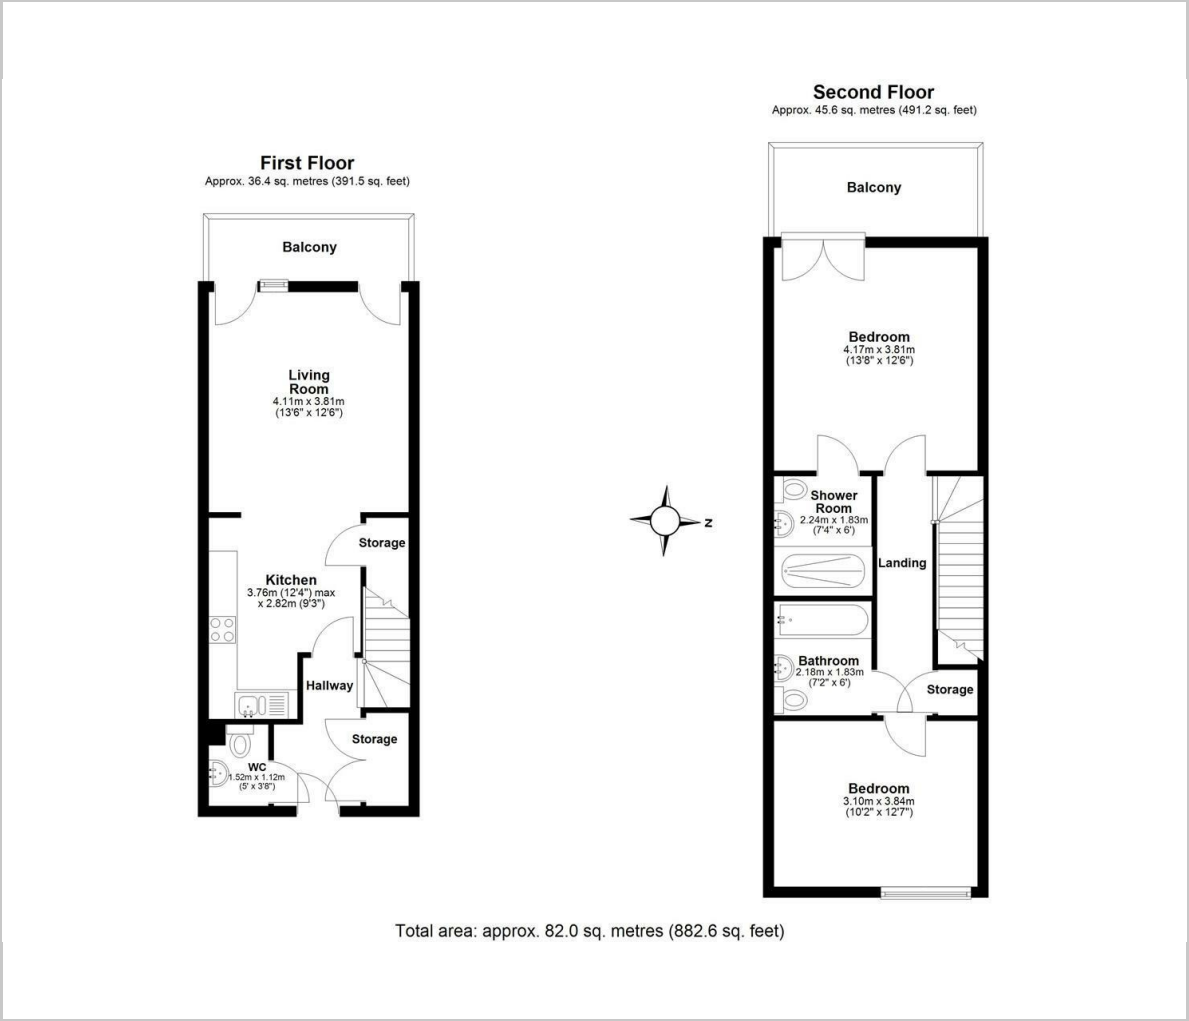 Second Floor
Approx. 45.6 sq. metres (491.2 sq. feet)
First Floor
Approx. 36.4 sq. metres (391.5 sq. feet)
Balcony
Living
Room
4.11m x 3.81m
(13'6" x 12'6")
Storage
Kitchen
3.76m (12'4") max
x 2.82m (9'3")
Hallway
Storage
WC
1.52m x 1.12m
(5' x 3'8")
N
Balcony
Bedroom
4.17m x 3.81m
(13'8" x 12'6")
Shower
Room
2.24m x 1.83m
(7'4" x 6')
Landing
Bathroom
2.18m x 1.83m
(7'2" x 6')
Storage
Bedroom
3.10m x 3.84m
(10'2" x 12'7")
Total area: approx. 82.0 sq. metres (882.6 sq. feet)